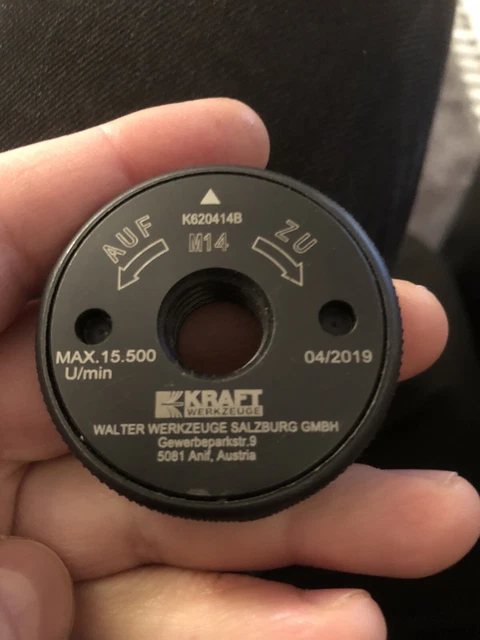 K620414B
AUF M14 ZU
MAX.15.500 04/2019
U/min
KRAFT
WERKZEUGE
WALTER WERKZEUGE SALZBURG GMBH
Gewerbeparkstr.9
5081 Anif, Austria